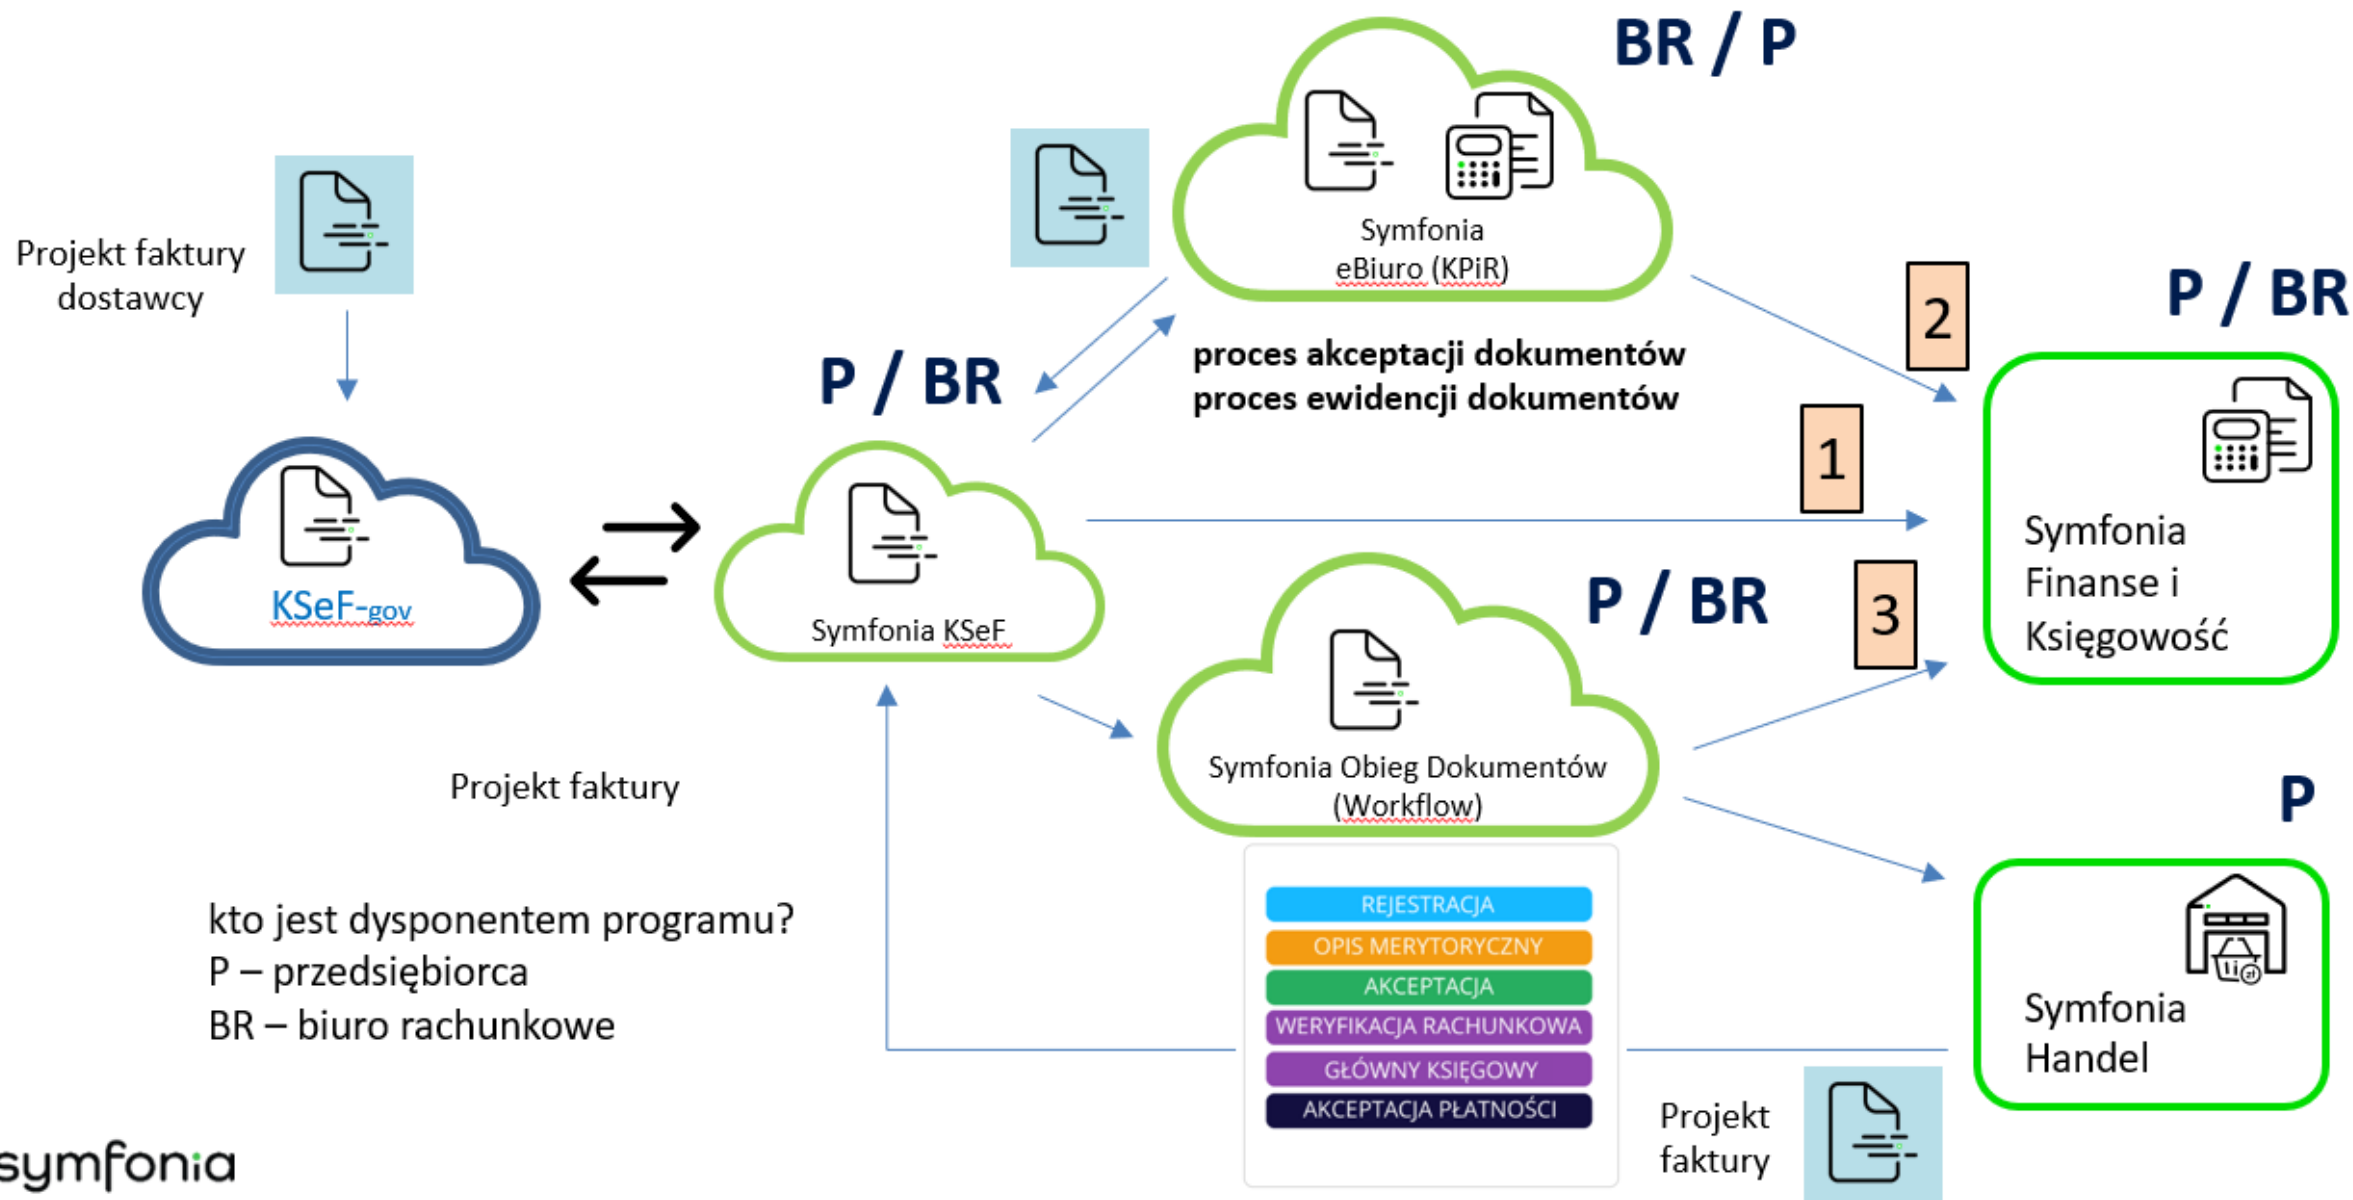 BR / P
Projekt faktury
dostawcy
Symfonia
eBiuro (KPiR)
2
P / BR
P / BR
proces akceptacji dokumentów
proces ewidencji dokumentów
1
KSeF-gov
Symfonia KSeF
P / BR
3
Symfonia
Finanse i
Księgowość
Symfonia Obieg Dokumentów
(Workflow)
Projekt faktury
P
kto jest dysponentem programu?
P – przedsiębiorca
BR – biuro rachunkowe
REJESTRACJA
OPIS MERYTORYCZNY
AKCEPTACJA
WERYFIKACJA RACHUNKOWA
GŁÓWNY KSIĘGOWY
AKCEPTACJA PŁATNOŚCI
Symfonia
Handel
Projekt
faktury
symfonia